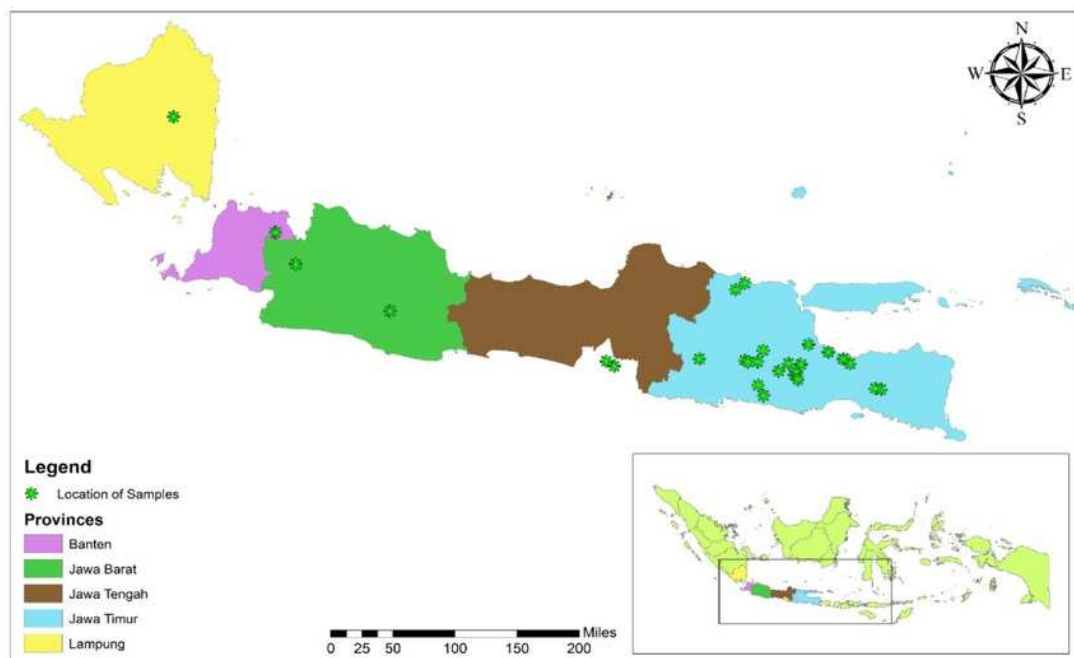 N
W E
S
Legend
Location of Samples
Provinces
Banten
Jawa Barat
Jawa Tengah
Jawa Timur
Lampung
Miles
0 25 50 100 150 200